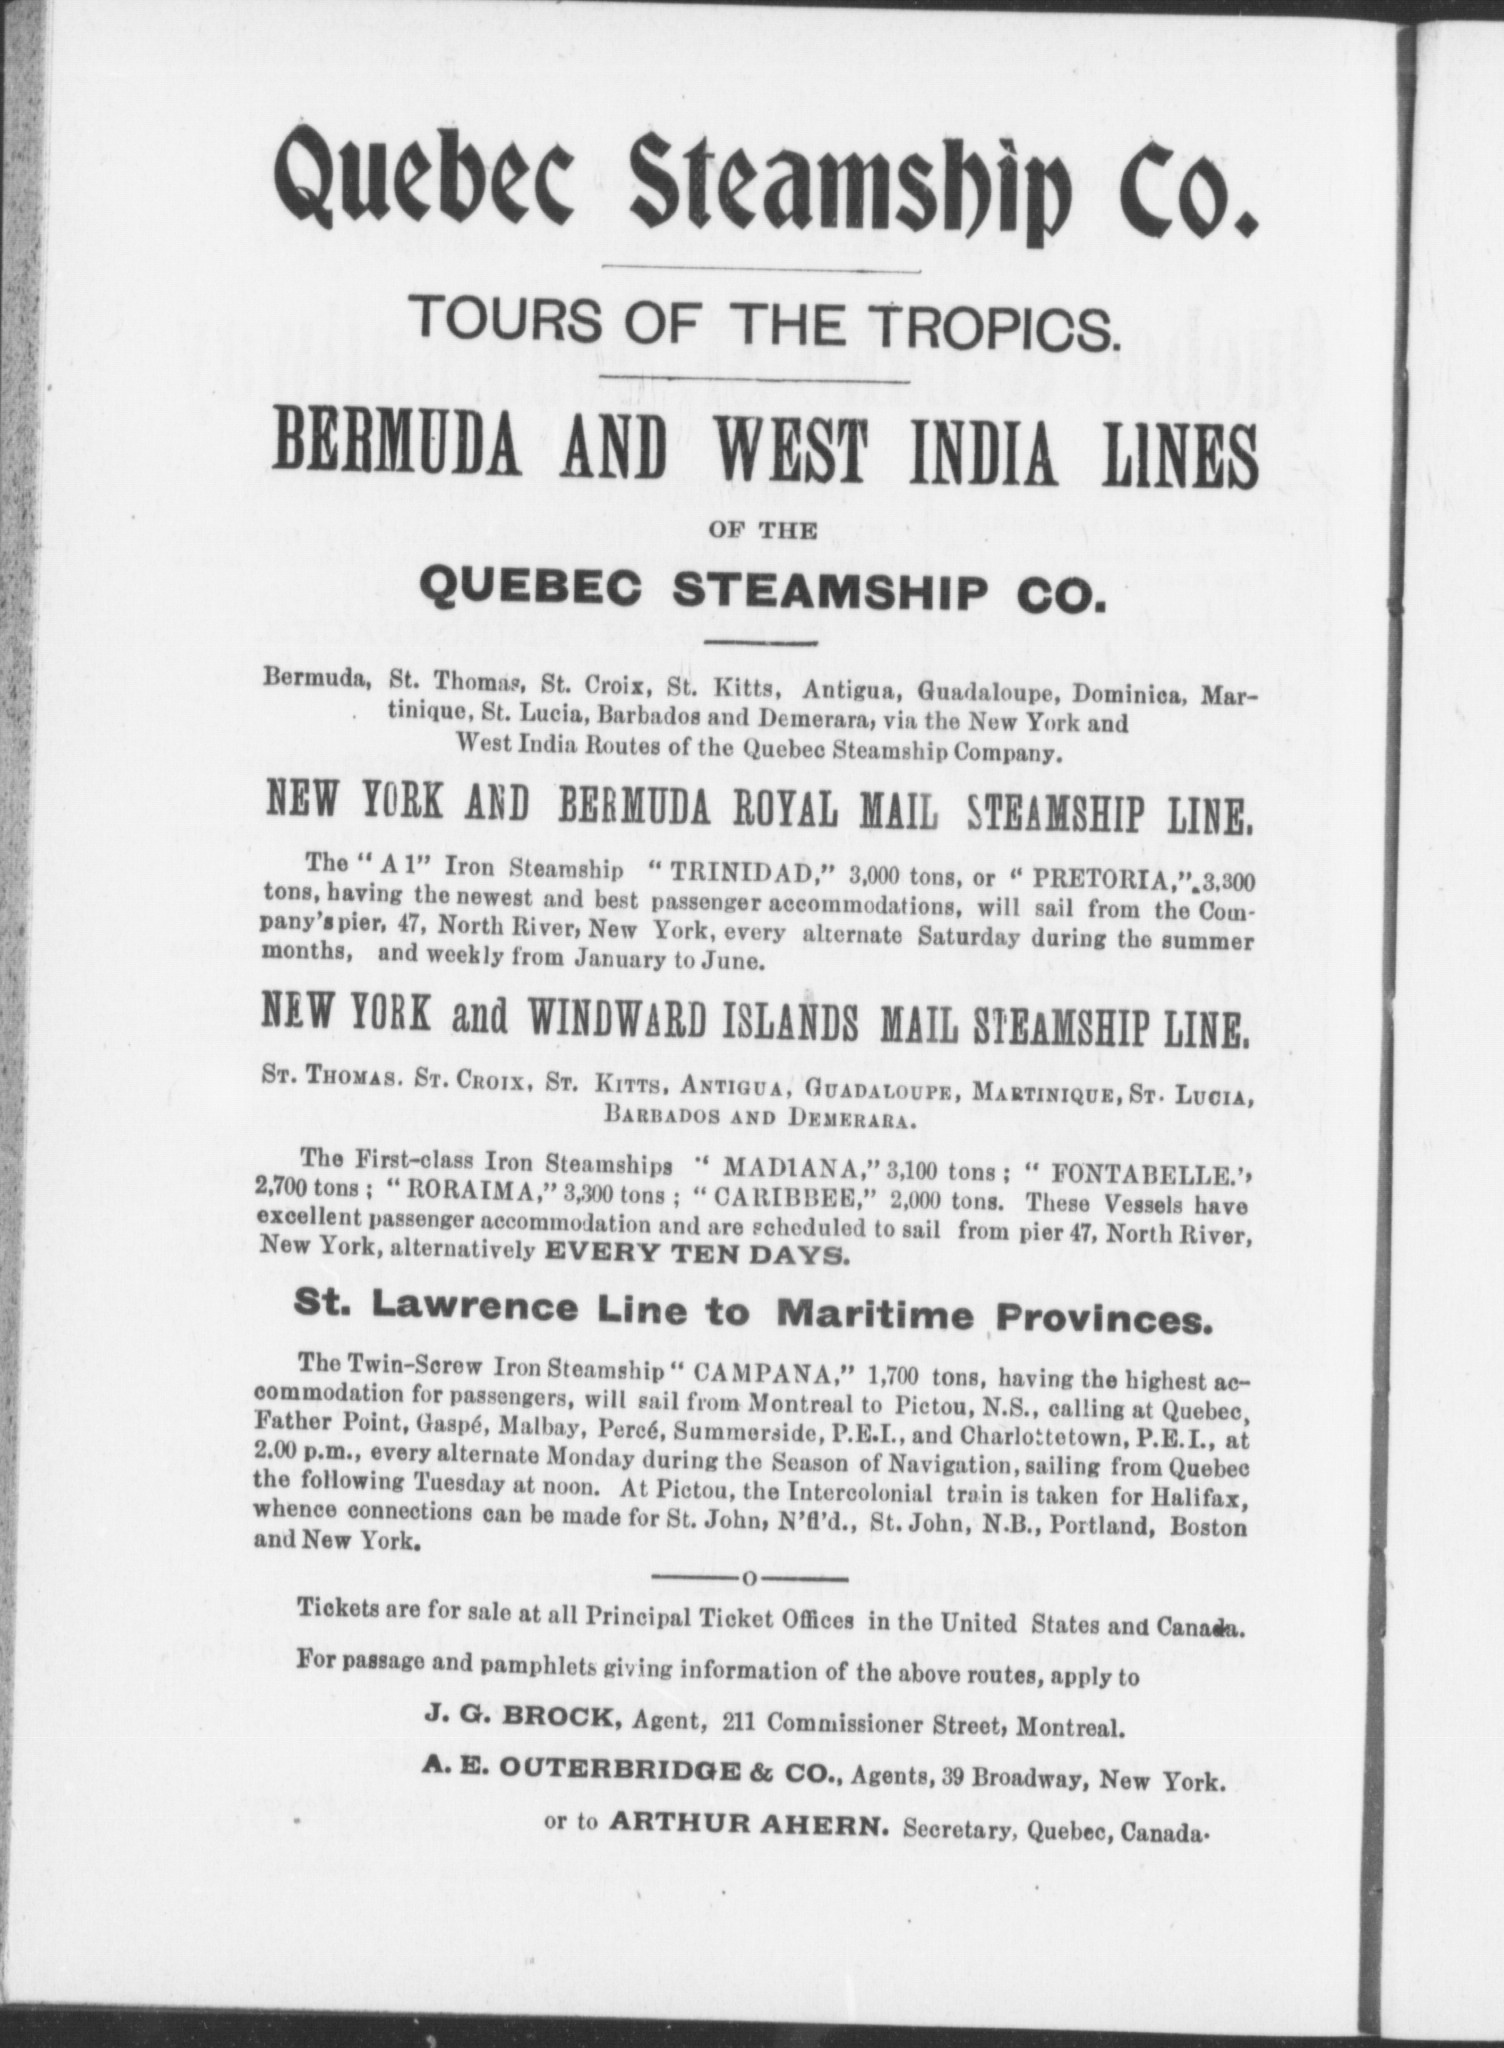 Quebec Steamship Co.
TOURS OF THE TROPICS.
BERMUDA AND WEST INDIA LINES
OF THE
QUEBEC STEAMSHIP CO.
Bermuda, St. Thomas, St. Croix, St. Kitts, Antigua, Guadaloupe, Dominica, Mar-
tinique, St. Lucia, Barbados and Demerara, via the New York and
West India Routes of the Quebec Steamship Company.
NEW YORK AND BERMUDA ROYAL MAIL STEAMSHIP LINE.
The "A 1" Iron Steamship "TRINIDAD," 3,000 tons, or "PRETORIA," 3,300
tons, having the newest and best passenger accommodations, will sail from the Com-
pany's pier, 47, North River, New York, every alternate Saturday during the summer
months, and weekly from January to June.
NEW YORK and WINDWARD ISLANDS MAIL STEAMSHIP LINE.
ST. THOMAS. ST. CROIX, ST. KITTS, ANTIGUA, GUADALOUPE, MARTINIQUE, ST. LUCIA,
BARBADOS AND DEMERARA.
The First-class Iron Steamships "MAD1ANA," 3,100 tons; "FONTABELLE.',
2,700 tons; "RORAIMA," 3,300 tons; "CARIBBEE," 2,000 tons. These Vessels have
excellent passenger accommodation and are scheduled to sail from pier 47, North River,
New York, alternatively EVERY TEN DAYS.
St. Lawrence Line to Maritime Provinces.
The Twin-Screw Iron Steamship "CAMPANA," 1,700 tons, having the highest ac-
commodation for passengers, will sail from Montreal to Pictou, N.S., calling at Quebec,
Father Point, Gaspé, Malbay, Percé, Summerside, P.E.I., and Charlottetown, P.E.I., at
2.00 p.m., every alternate Monday during the Season of Navigation, sailing from Quebec
the following Tuesday at noon. At Pictou, the Intercolonial train is taken for Halifax,
whence connections can be made for St. John, N'fl'd., St. John, N.B., Portland, Boston
and New York.
——o——
Tickets are for sale at all Principal Ticket Offices in the United States and Canada.
For passage and pamphlets giving information of the above routes, apply to
J. G. BROCK, Agent, 211 Commissioner Street, Montreal.
A. E. OUTERBRIDGE & CO., Agents, 39 Broadway, New York.
or to ARTHUR AHERN. Secretary, Quebec, Canada.